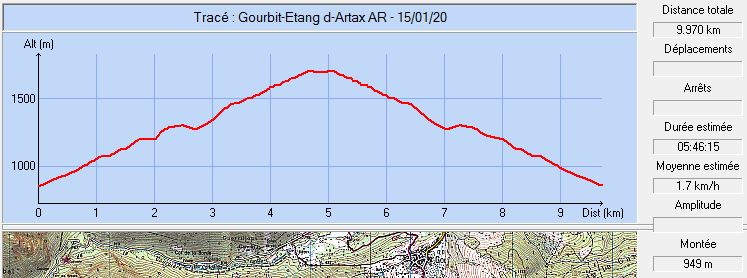 Tracé : Gourbit-Etang d-Artax AR - 15/01/20
Alt (m)
1500
1000
0 1 2 3 4 5 6 7 8 9 Dist (km)
Distance totale
9.970 km
Déplacements
Arrêts
Durée estimée
05:46:15
Moyenne estimée
1.7 km/h
Amplitude
Montée
949 m